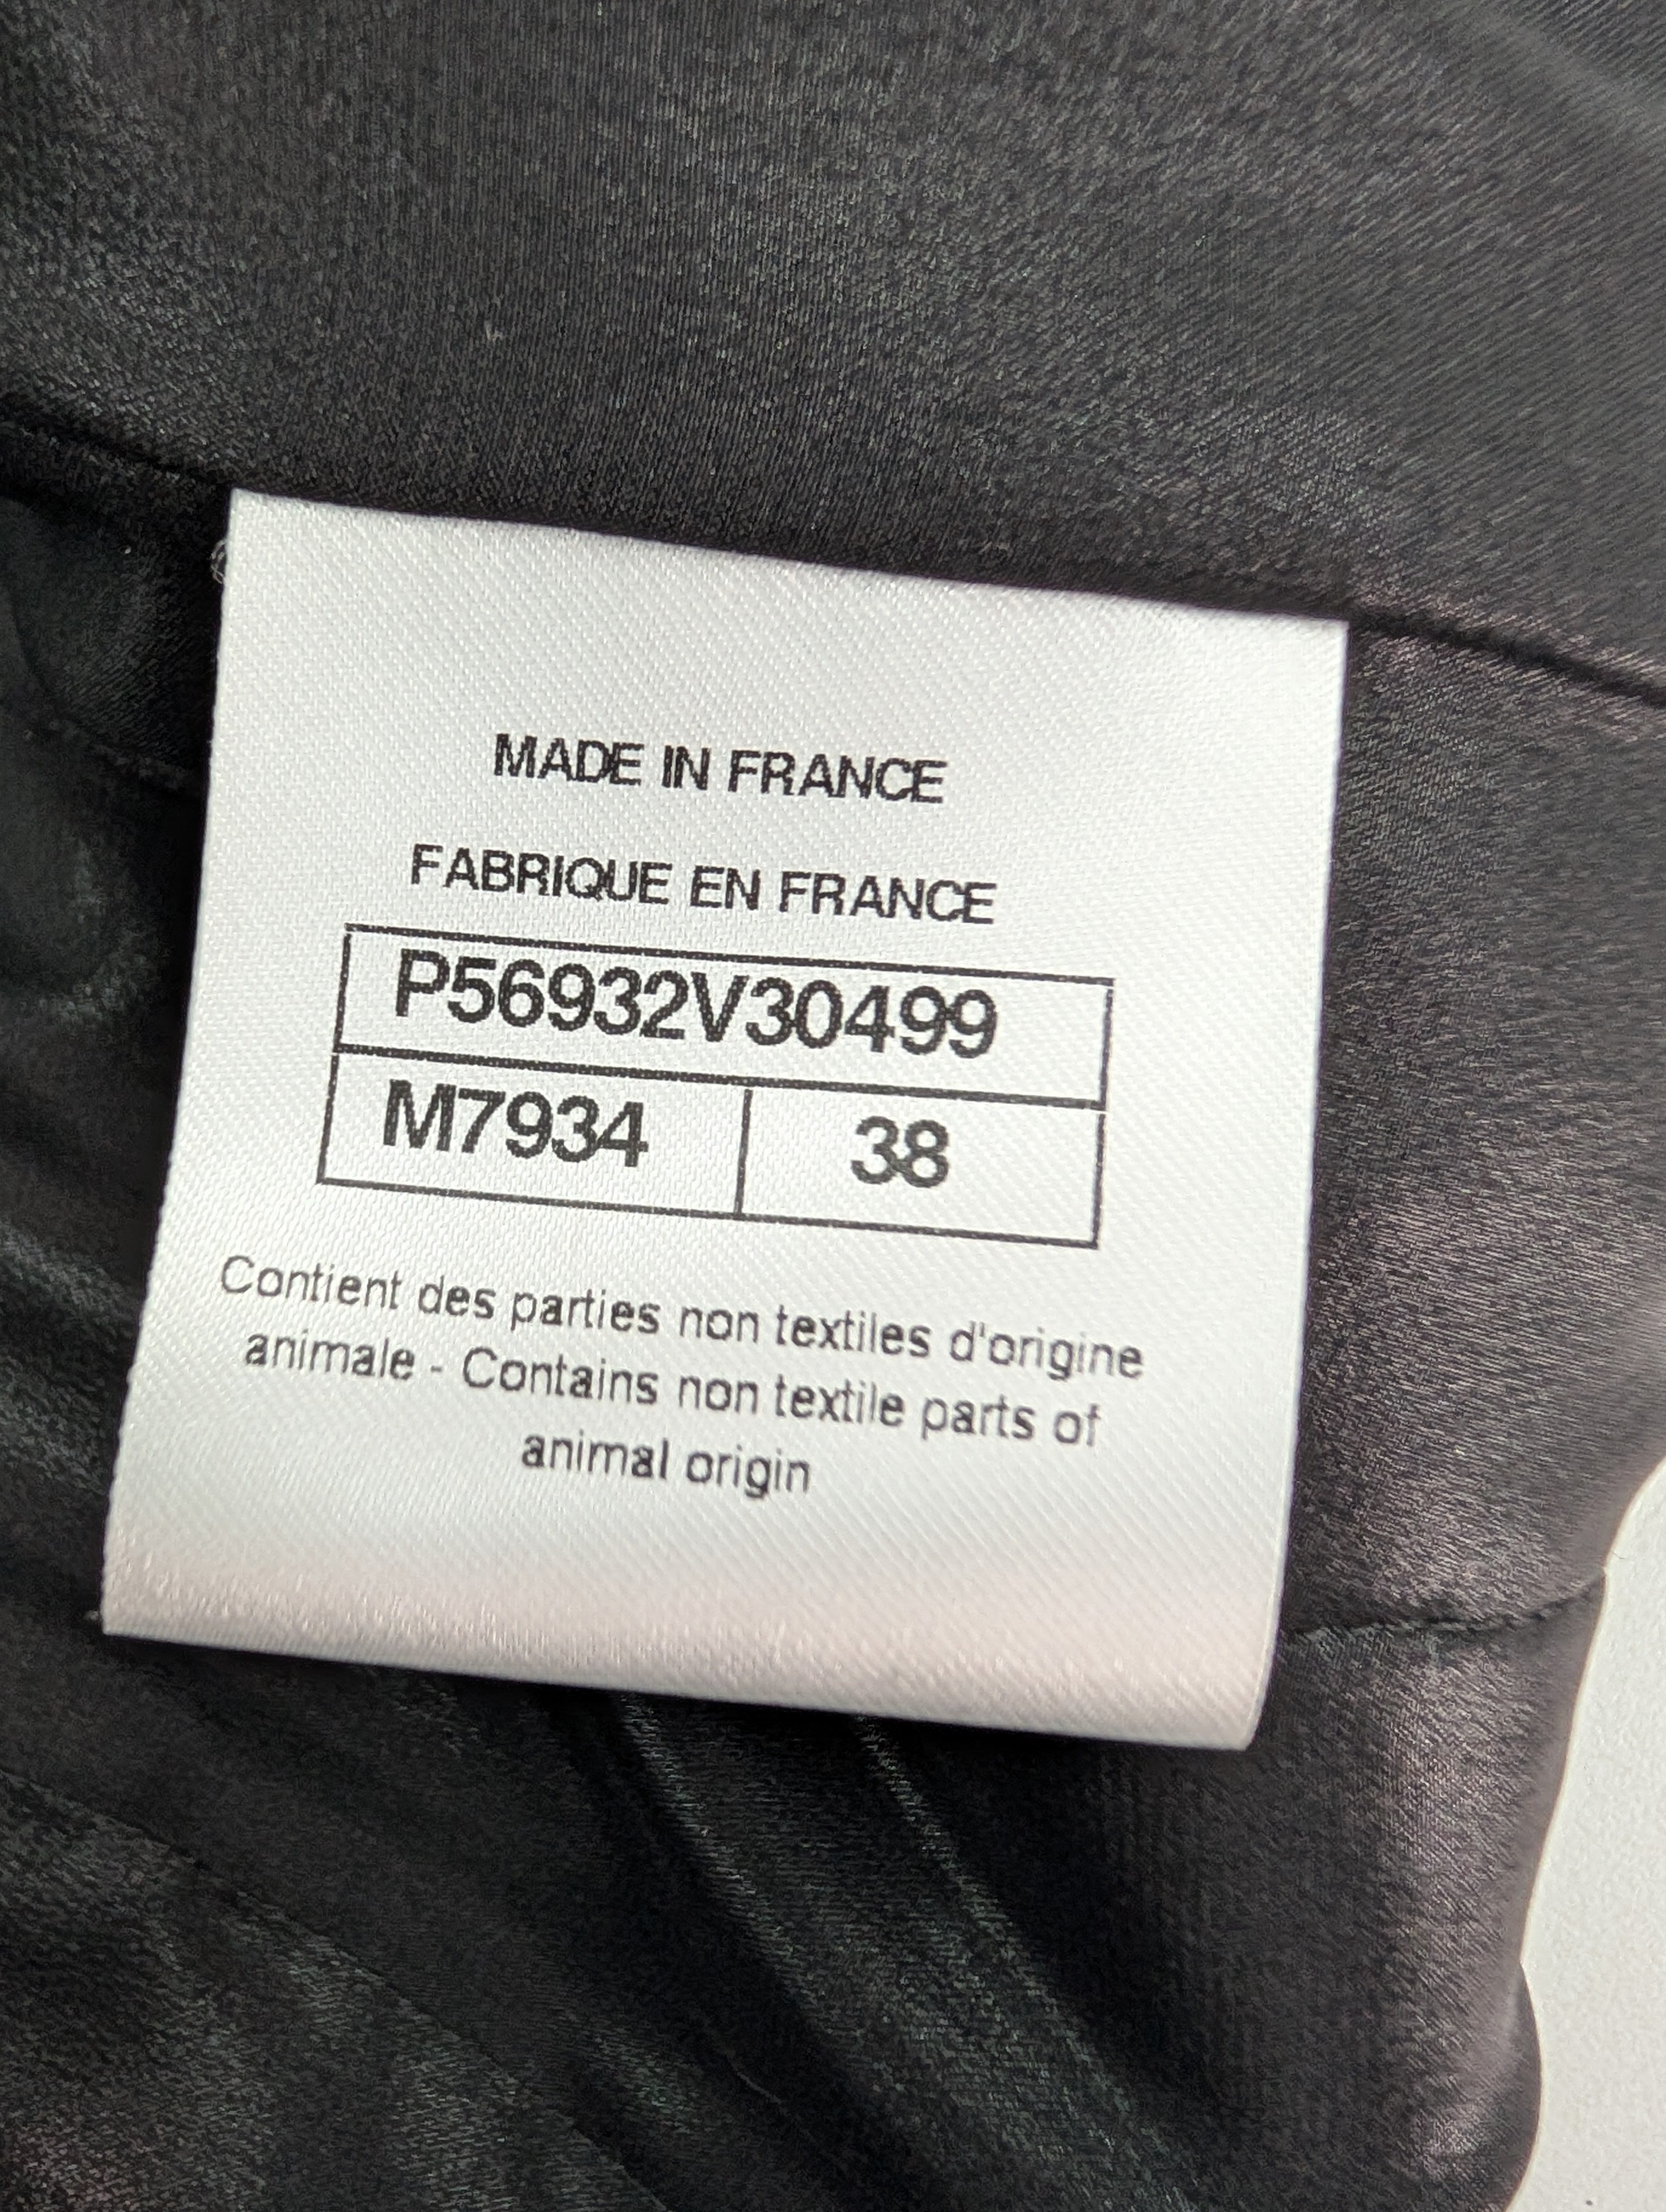 MADE IN FRANCE
FABRIQUE EN FRANCE
P56932V30499
M7934 38
Contient des parties non textiles d'origine
animale - Contains non textile parts of
animal origin